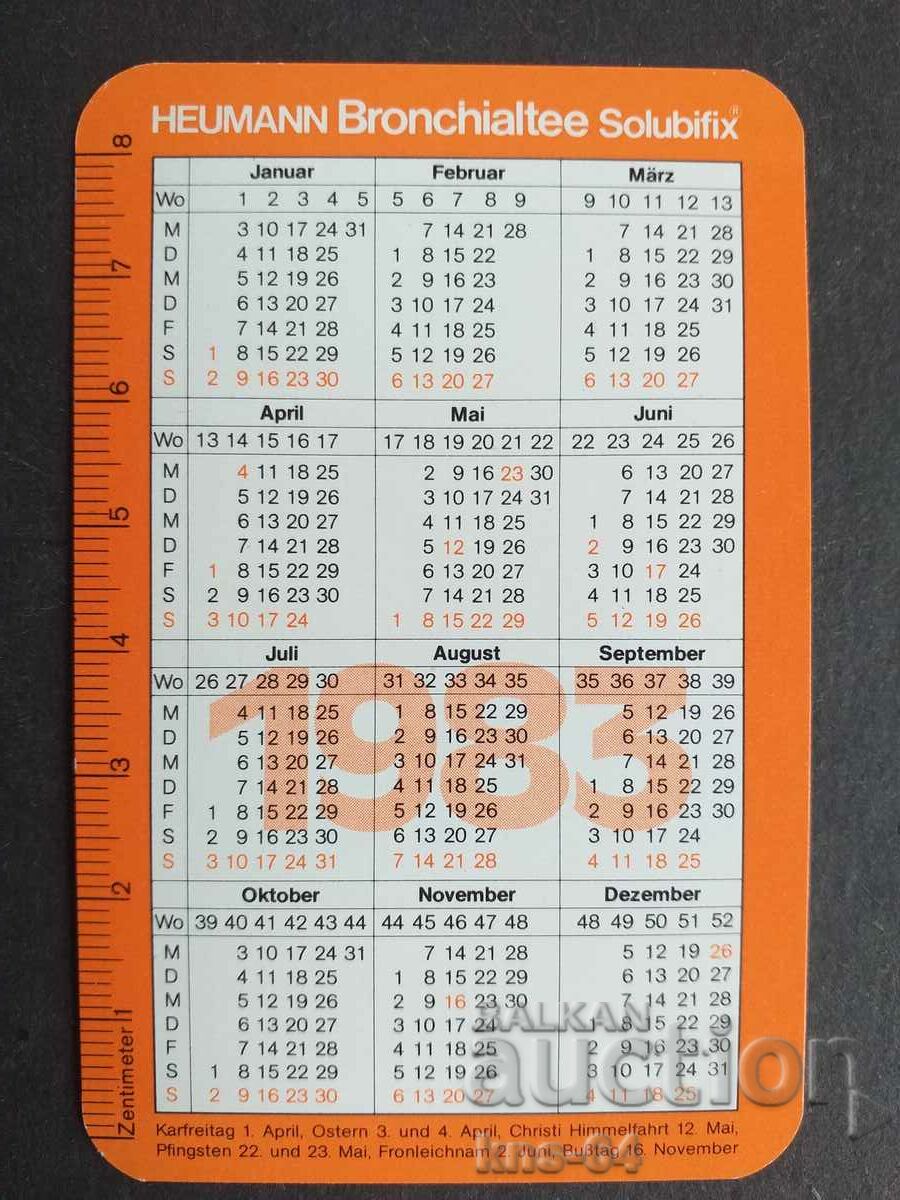 HEUMANN Bronchialtee Solubifix®
Januar Februar März
Wo 1 2 3 4 5 5 6 7 8 9 9 10 11 12 13
M 3 10 17 24 31 7 14 21 28 7 14 21 28
D 4 11 18 25 1 8 15 22 1 8 15 22 29
M 5 12 19 26 2 9 16 23 2 9 16 23 30
D 6 13 20 27 3 10 17 24 3 10 17 24 31
F 7 14 21 28 4 11 18 25 4 11 18 25
S 1 8 15 22 29 5 12 19 26 5 12 19 26
S 2 9 16 23 30 6 13 20 27 6 13 20 27
April Mai Juni
Wo 13 14 15 16 17 17 18 19 20 21 22 22 23 24 25 26
M 4 11 18 25 2 9 16 23 30 6 13 20 27
D 5 12 19 26 3 10 17 24 31 7 14 21 28
M 6 13 20 27 4 11 18 25 1 8 15 22 29
D 7 14 21 28 5 12 19 26 2 9 16 23 30
F 1 8 15 22 29 6 13 20 27 3 10 17 24
S 2 9 16 23 30 7 14 21 28 4 11 18 25
S 3 10 17 24 1 8 15 22 29 5 12 19 26
1983
Juli August September
Wo 26 27 28 29 30 31 32 33 34 35 35 36 37 38 39
M 4 11 18 25 1 8 15 22 29 5 12 19 26
D 5 12 19 26 2 9 16 23 30 6 13 20 27
M 6 13 20 27 3 10 17 24 31 7 14 21 28
D 7 14 21 28 4 11 18 25 1 8 15 22 29
F 1 8 15 22 29 5 12 19 26 2 9 16 23 30
S 2 9 16 23 30 6 13 20 27 3 10 17 24
S 3 10 17 24 31 7 14 21 28 4 11 18 25
Oktober November Dezember
Wo 39 40 41 42 43 44 44 45 46 47 48 48 49 50 51 52
M 3 10 17 24 31 7 14 21 28 5 12 19 26
D 4 11 18 25 1 8 15 22 29 6 13 20 27
M 5 12 19 26 2 9 16 23 30 7 14 21 28
D 6 13 20 27 3 10 17 24 1 8 15 22 29
F 7 14 21 28 4 11 18 25 2 9 16 23 30
S 1 8 15 22 29 5 12 19 26 3 10 17 24 31
S 2 9 16 23 30 6 13 20 27 4 11 18 25
Karfreitag 1. April, Ostern 3. und 4. April, Christi Himmelfahrt 12. Mai,
Pfingsten 22. und 23. Mai, Fronleichnam 2. Juni, Bußtag 16. November
Zentimeter 1 2 3 4 5 6 7 8
BALKAN
auction
kns-64